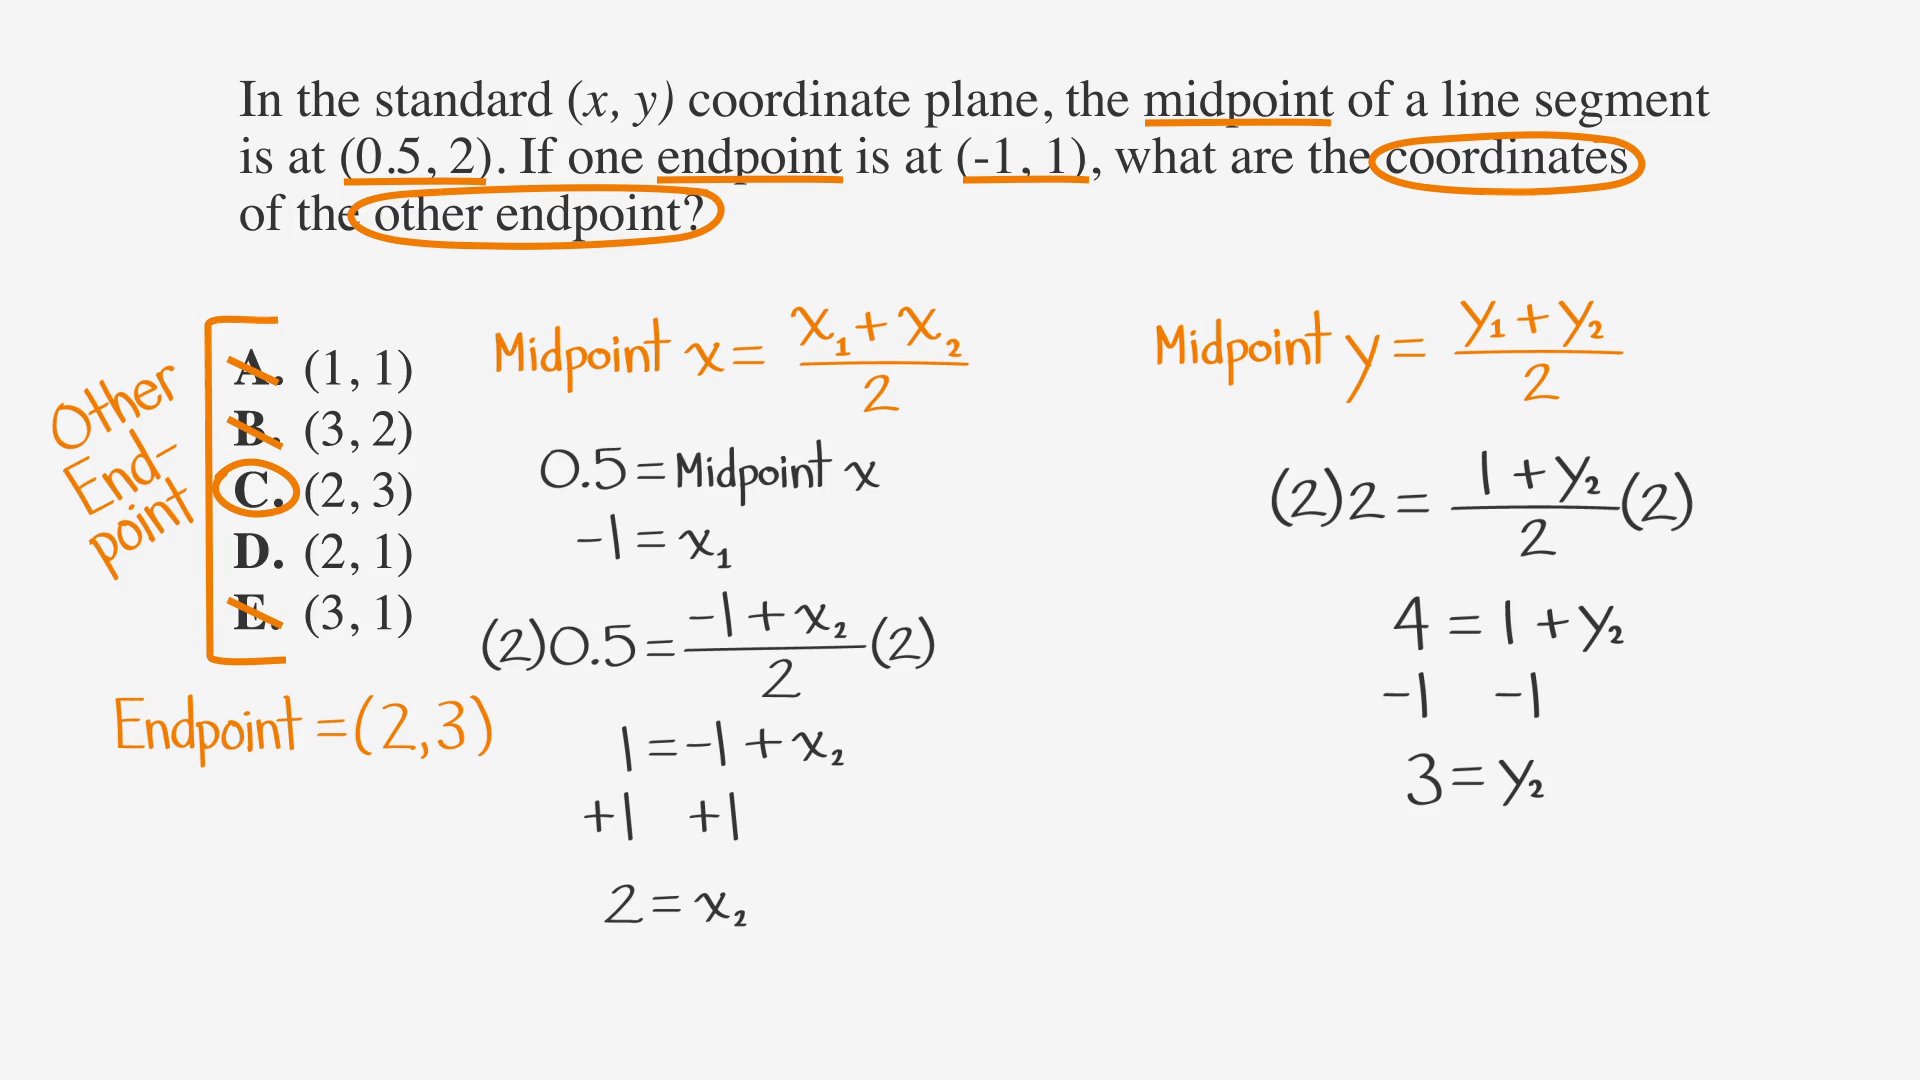 In the standard (x, y) coordinate plane, the midpoint of a line segment
is at (0.5, 2). If one endpoint is at (-1, 1), what are the coordinates
of the other endpoint?
Other
End-
point
A. (1, 1)
B. (3, 2)
C. (2, 3)
D. (2, 1)
E. (3, 1)
Endpoint = (2,3)
Midpoint x = x₁ + x₂ / 2
0.5 = Midpoint x
-1 = x₁
(2)0.5 = -1 + x₂ / 2 (2)
1 = -1 + x₂
+1 +1
2 = x₂
Midpoint y = y₁ + y₂ / 2
(2)2 = 1 + y₂ / 2 (2)
4 = 1 + y₂
-1 -1
3 = y₂